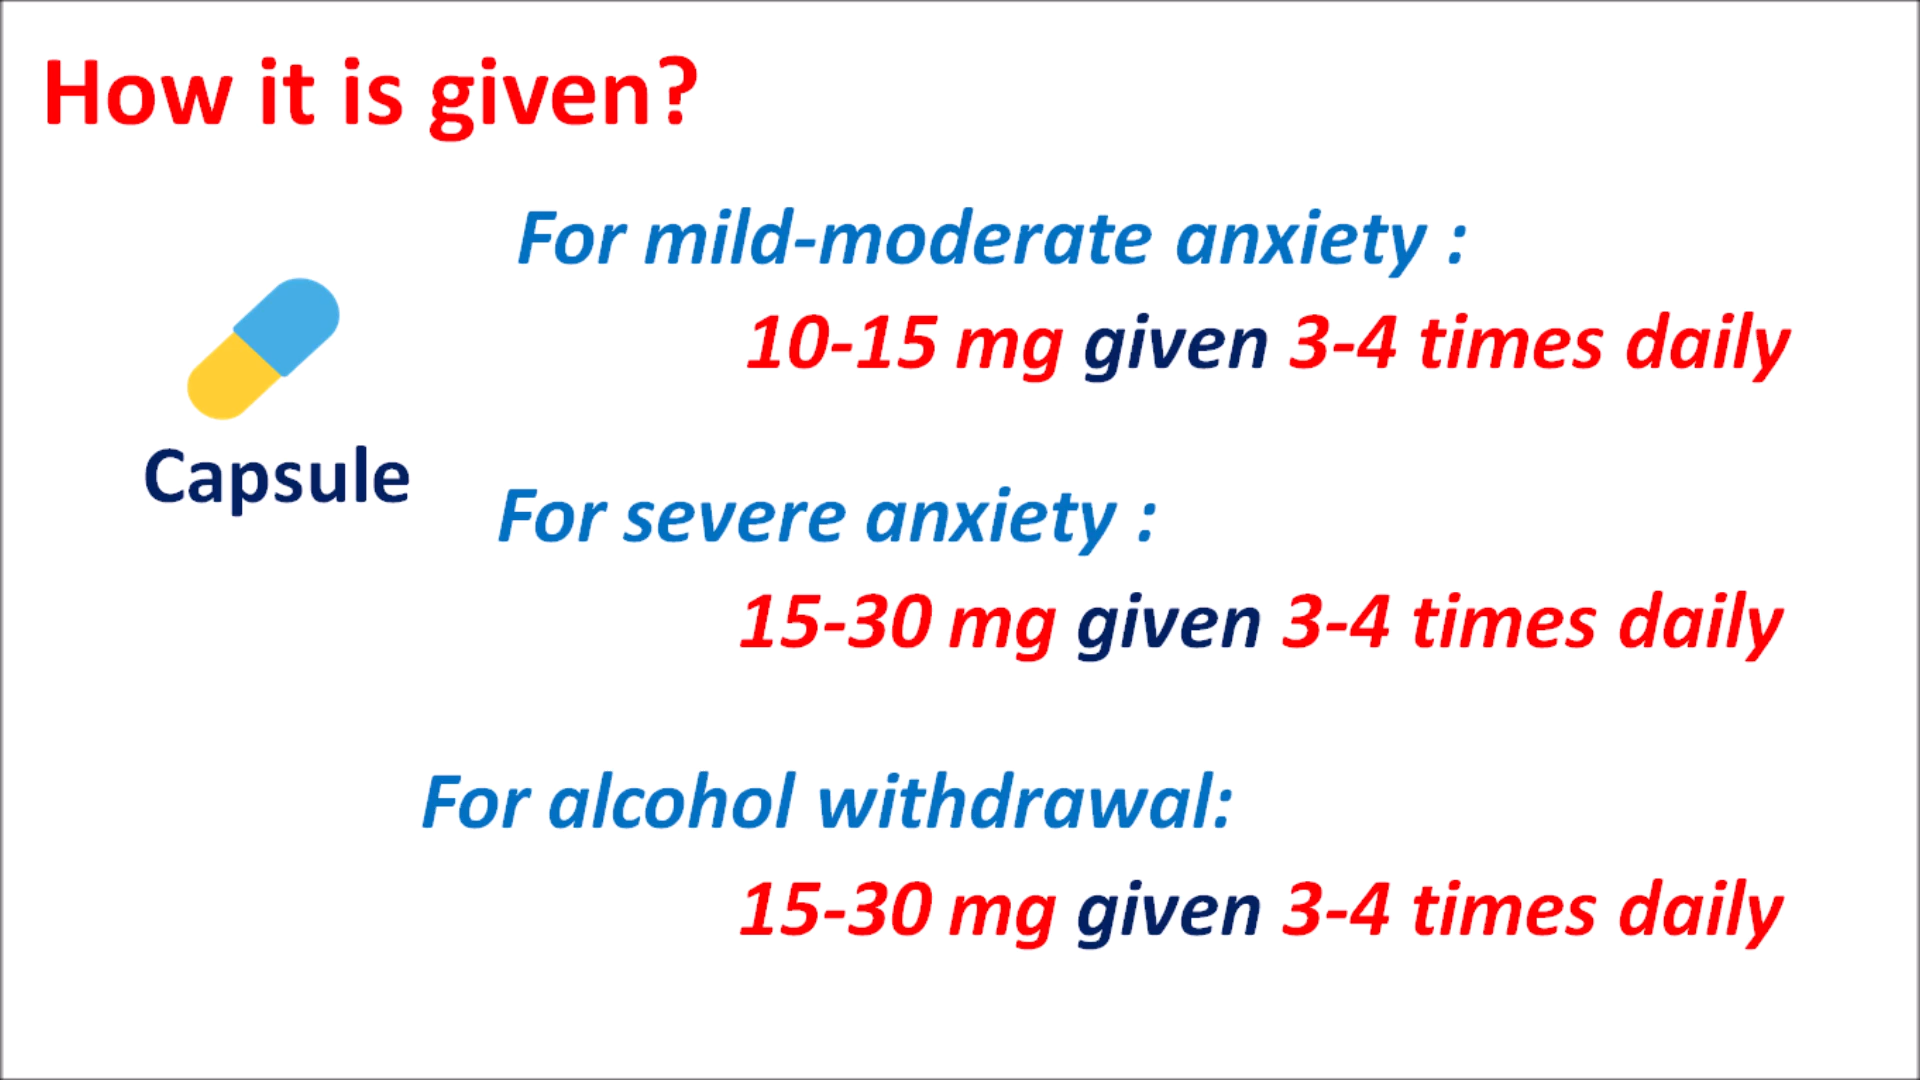 How it is given?
For mild-moderate anxiety :
10-15 mg given 3-4 times daily
Capsule
For severe anxiety :
15-30 mg given 3-4 times daily
For alcohol withdrawal:
15-30 mg given 3-4 times daily